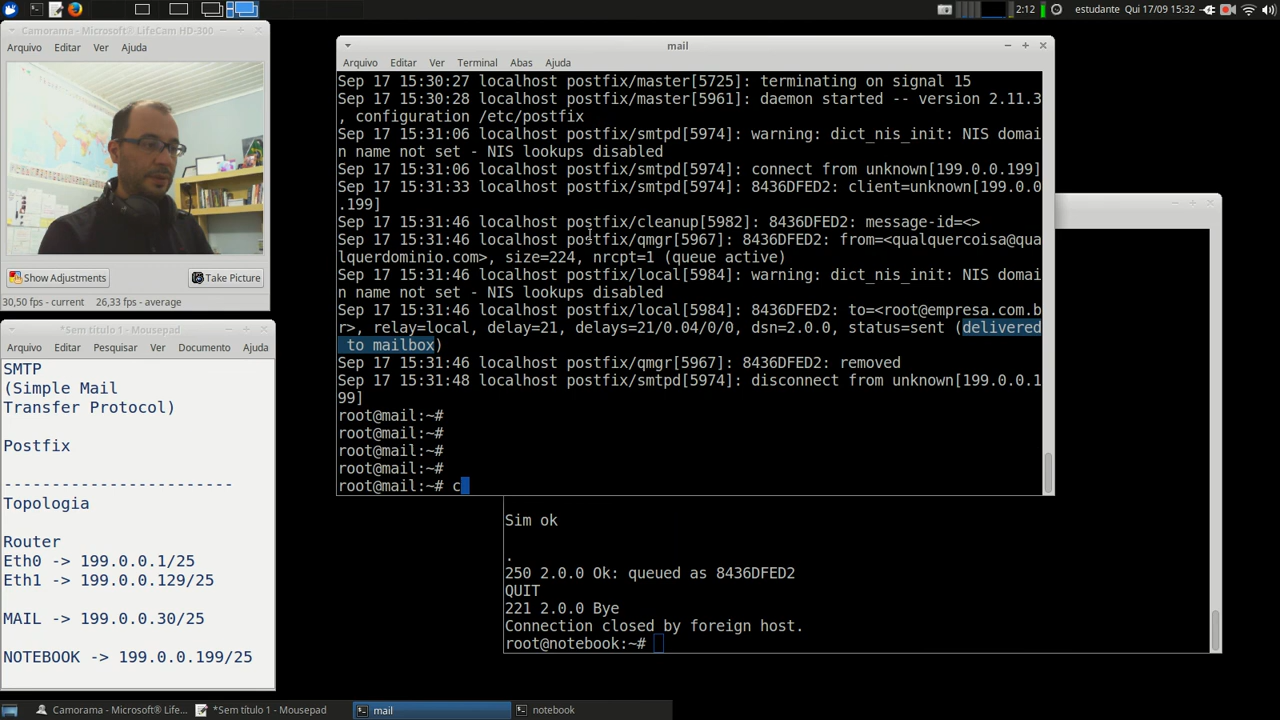 2:12
estudante
Qui 17/09 15:32
Camorama - Microsoft® LifeCam HD-300
Arquivo Editar Ver Ajuda
Show Adjustments
Take Picture
30,50 fps - current
26,33 fps - average
*Sem título 1 - Mousepad
Arquivo Editar Pesquisar Ver Documento Ajuda
SMTP
(Simple Mail
Transfer Protocol)
Postfix
------------------------
Topologia
Router
Eth0 -> 199.0.0.1/25
Eth1 -> 199.0.0.129/25
MAIL -> 199.0.0.30/25
NOTEBOOK -> 199.0.0.199/25
mail
Arquivo Editar Ver Terminal Abas Ajuda
Sep 17 15:30:27 localhost postfix/master[5725]: terminating on signal 15
Sep 17 15:30:28 localhost postfix/master[5961]: daemon started -- version 2.11.3
, configuration /etc/postfix
Sep 17 15:31:06 localhost postfix/smtpd[5974]: warning: dict_nis_init: NIS domai
n name not set - NIS lookups disabled
Sep 17 15:31:06 localhost postfix/smtpd[5974]: connect from unknown[199.0.0.199]
Sep 17 15:31:33 localhost postfix/smtpd[5974]: 8436DFED2: client=unknown[199.0.0
.199]
Sep 17 15:31:46 localhost postfix/cleanup[5982]: 8436DFED2: message-id=<>
Sep 17 15:31:46 localhost postfix/qmgr[5967]: 8436DFED2: from=<qualquercoisa@qua
lquerdominio.com>, size=224, nrcpt=1 (queue active)
Sep 17 15:31:46 localhost postfix/local[5984]: warning: dict_nis_init: NIS domai
n name not set - NIS lookups disabled
Sep 17 15:31:46 localhost postfix/local[5984]: 8436DFED2: to=<root@empresa.com.b
r>, relay=local, delay=21, delays=21/0.04/0/0, dsn=2.0.0, status=sent (delivered
to mailbox)
Sep 17 15:31:46 localhost postfix/qmgr[5967]: 8436DFED2: removed
Sep 17 15:31:48 localhost postfix/smtpd[5974]: disconnect from unknown[199.0.0.1
99]
root@mail:~#
root@mail:~#
root@mail:~#
root@mail:~#
root@mail:~# c
Sim ok
.
250 2.0.0 Ok: queued as 8436DFED2
QUIT
221 2.0.0 Bye
Connection closed by foreign host.
root@notebook:~#
Camorama - Microsoft® LifeC...
*Sem título 1 - Mousepad
mail
notebook